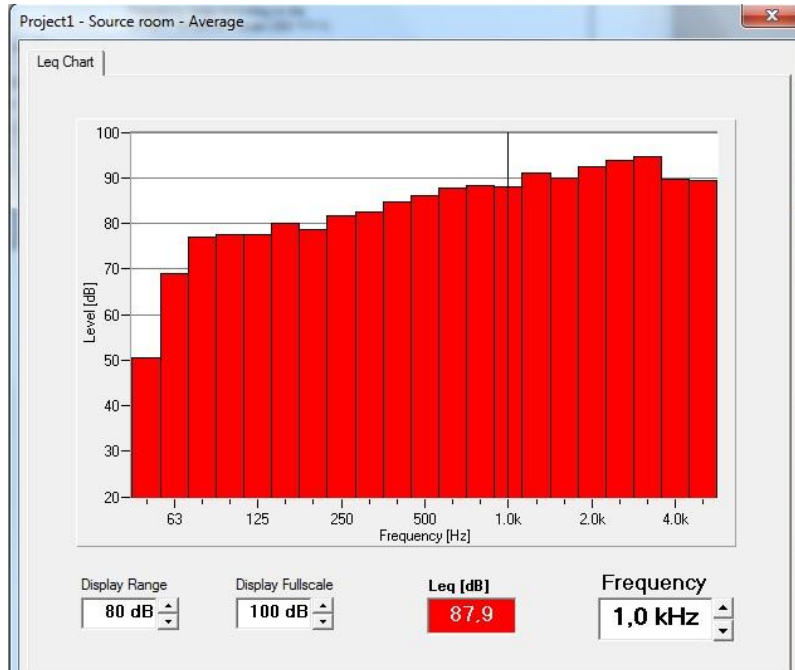 Project1 - Source room - Average
x
Leq Chart
100
90
80
70
60
50
40
30
20
Level [dB]
63 125 250 500 1.0k 2.0k 4.0k
Frequency [Hz]
Display Range Display Fullscale Leq [dB] Frequency
80 dB 100 dB 87,9 1,0 kHz